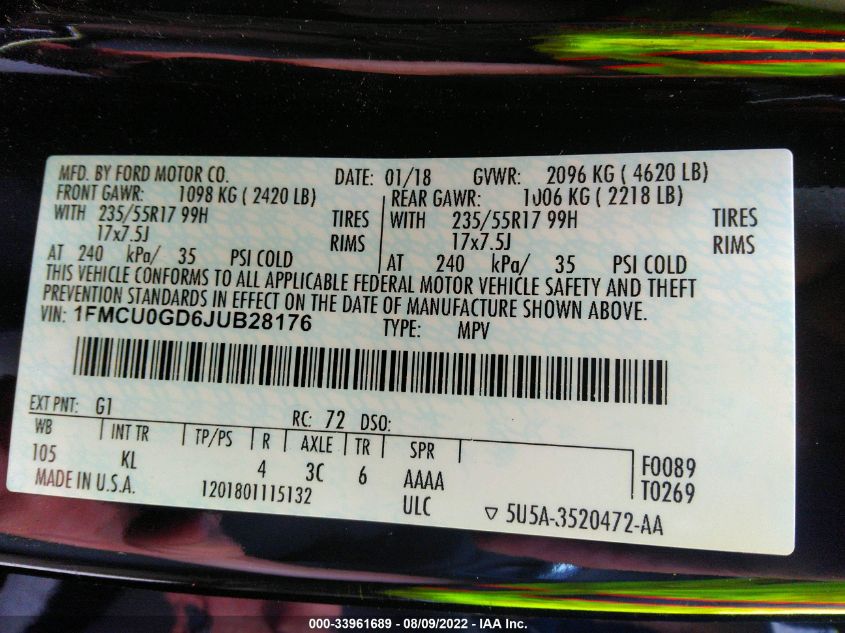 MFD. BY FORD MOTOR CO. DATE: 01/18 GVWR: 2096 KG ( 4620 LB)
FRONT GAWR: 1098 KG ( 2420 LB) REAR GAWR: 1006 KG ( 2218 LB)
WITH 235/55R17 99H TIRES WITH 235/55R17 99H TIRES
17x7.5J RIMS 17x7.5J RIMS
AT 240 kPa/ 35 PSI COLD AT 240 kPa/ 35 PSI COLD
THIS VEHICLE CONFORMS TO ALL APPLICABLE FEDERAL MOTOR VEHICLE SAFETY AND THEFT
PREVENTION STANDARDS IN EFFECT ON THE DATE OF MANUFACTURE SHOWN ABOVE.
VIN: 1FMCU0GD6JUB28176 TYPE: MPV
EXT PNT: G1 RC: 72 DSO:
WB INT TR TP/PS R AXLE TR SPR
105 KL 4 3C 6 AAAA F0089
MADE IN U.S.A. 1201801115132 ULC T0269
▽ 5U5A-3520472-AA
000-33961689 - 08/09/2022 - IAA Inc.